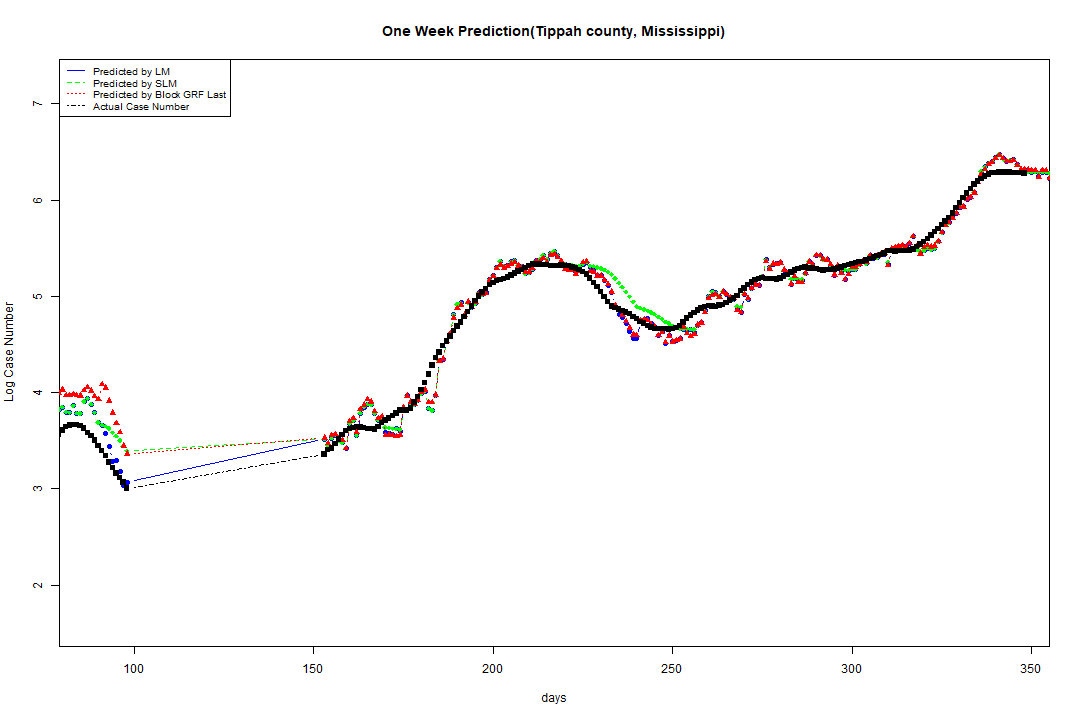 One Week Prediction(Tippah county, Mississippi)
Predicted by LM
Predicted by SLM
Predicted by Block GRF Last
Actual Case Number
7
6
5
4
3
2
Log Case Number
100 150 200 250 300 350
days